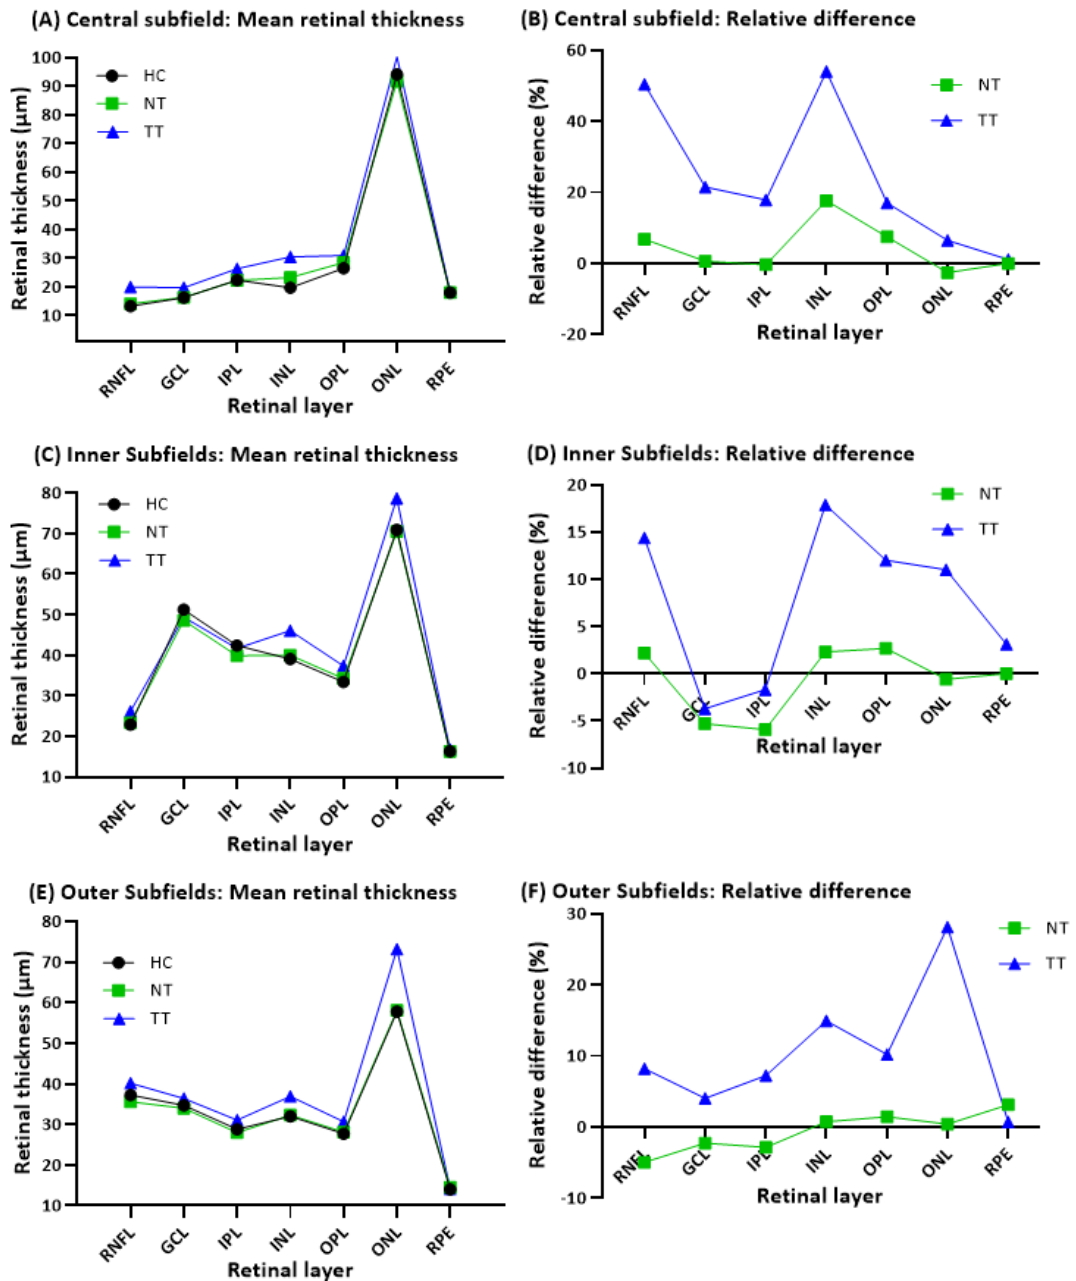 (A) Central subfield: Mean retinal thickness
Retinal thickness (µm)
100
90
80
70
60
50
40
30
20
10
HC
NT
TT
RNFL
GCL
IPL
INL
OPL
ONL
RPE
Retinal layer
(B) Central subfield: Relative difference
Relative difference (%)
60
40
20
0
-20
NT
TT
RNFL
GCL
IPL
INL
OPL
ONL
RPE
Retinal layer
(C) Inner Subfields: Mean retinal thickness
Retinal thickness (µm)
80
70
60
50
40
30
20
10
HC
NT
TT
RNFL
GCL
IPL
INL
OPL
ONL
RPE
Retinal layer
(D) Inner Subfields: Relative difference
Relative difference (%)
20
15
10
5
0
-5
-10
NT
TT
RNFL
GCL
IPL
INL
OPL
ONL
RPE
Retinal layer
(E) Outer Subfields: Mean retinal thickness
Retinal thickness (µm)
80
70
60
50
40
30
20
10
HC
NT
TT
RNFL
GCL
IPL
INL
OPL
ONL
RPE
Retinal layer
(F) Outer Subfields: Relative difference
Relative difference (%)
30
20
10
0
-10
NT
TT
RNFL
GCL
IPL
INL
OPL
ONL
RPE
Retinal layer